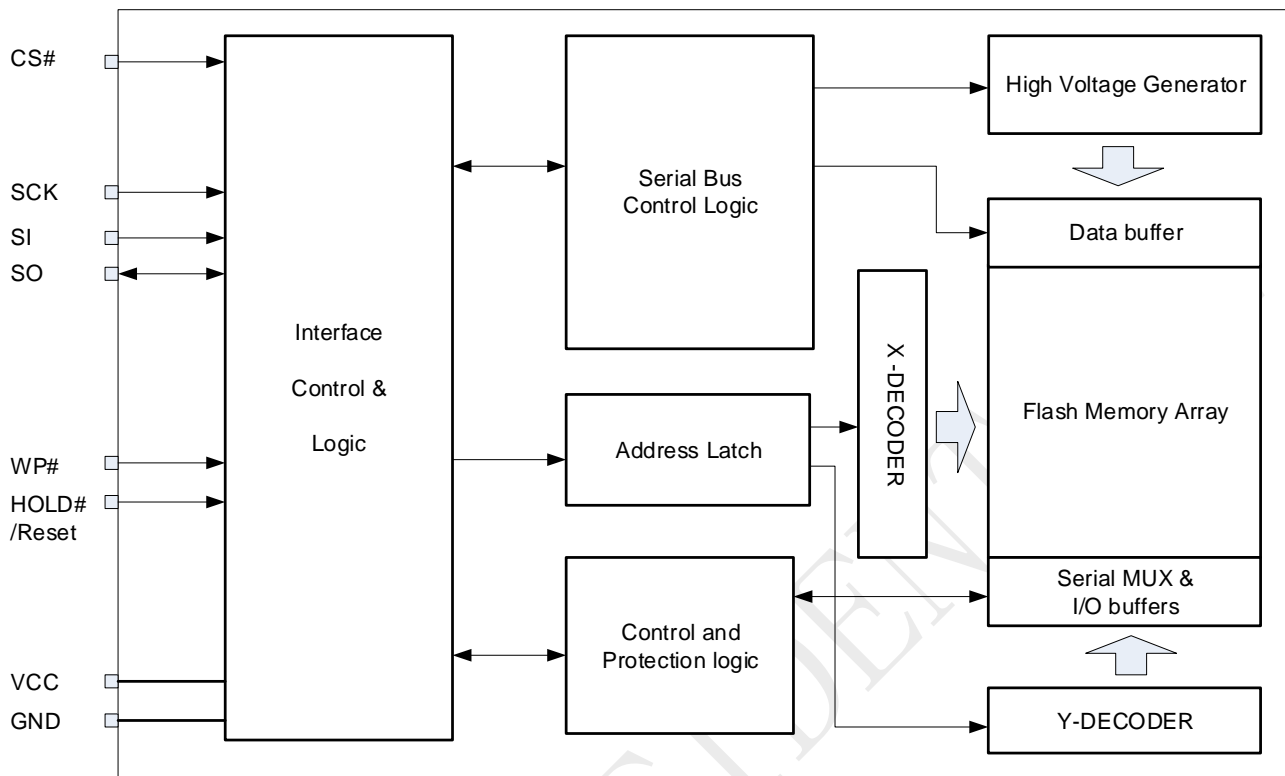 CS#
SCK
SI
SO
WP#
HOLD#
/Reset
VCC
GND
Interface
Control &
Logic
Serial Bus
Control Logic
Address Latch
Control and
Protection logic
X -DECODER
High Voltage Generator
Data buffer
Flash Memory Array
Serial MUX &
I/O buffers
Y-DECODER